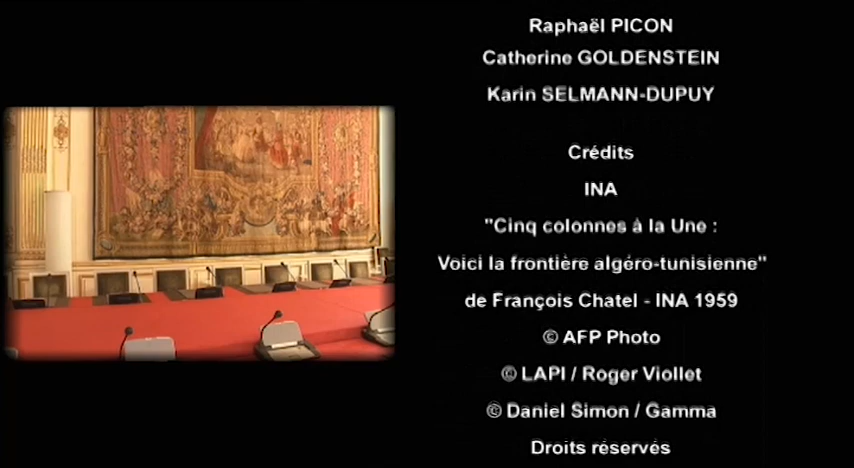 Raphaël PICON
Catherine GOLDENSTEIN
Karin SELMANN-DUPUY
Crédits
INA
"Cinq colonnes à la Une :
Voici la frontière algéro-tunisienne"
de François Chatel - INA 1959
© AFP Photo
© LAPI / Roger Viollet
© Daniel Simon / Gamma
Droits réservés